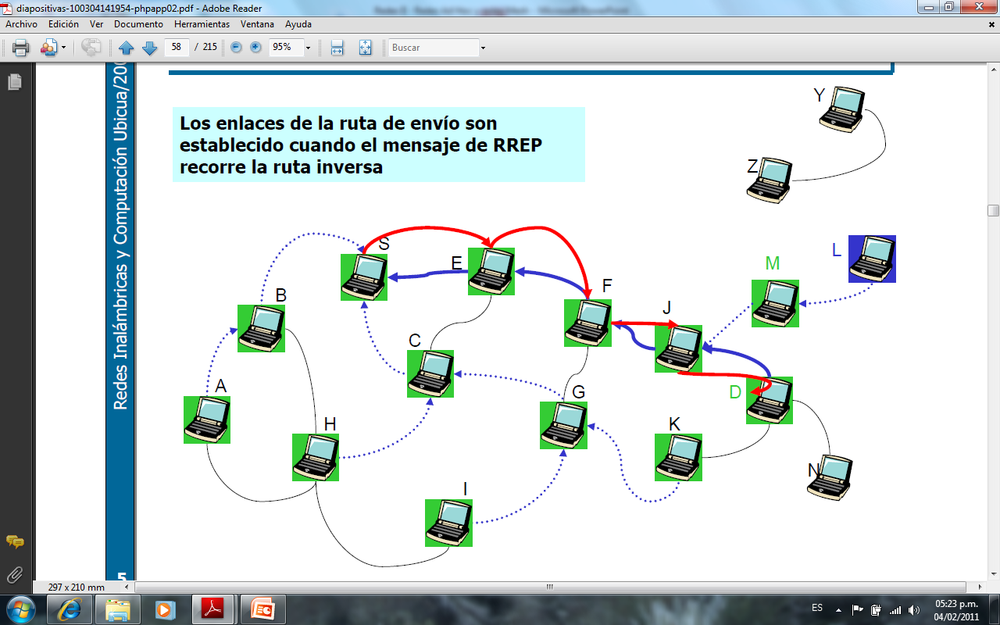 diapositivas-100304141954-phpapp02.pdf - Adobe Reader
Archivo Edición Ver Documento Herramientas Ventana Ayuda
58 / 215 95% Buscar
Redes Inalámbricas y Computación Ubicua/200
Los enlaces de la ruta de envío son
establecido cuando el mensaje de RREP
recorre la ruta inversa
Y
Z
S
E
L
M
F
B
J
C
A
G
D
H
K
N
I
5
297 x 210 mm
ES
05:23 p.m.
04/02/2011